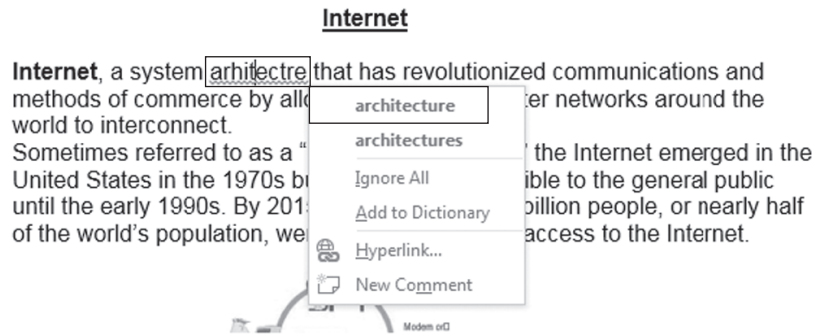 Internet
Internet, a system arhitectre that has revolutionized communications and
methods of commerce by allo ter networks around the
world to interconnect.
Sometimes referred to as a “ ” the Internet emerged in the
United States in the 1970s bu ible to the general public
until the early 1990s. By 201 billion people, or nearly half
of the world’s population, we access to the Internet.
architecture
architectures
Ignore All
Add to Dictionary
Hyperlink...
New Comment
Modem or